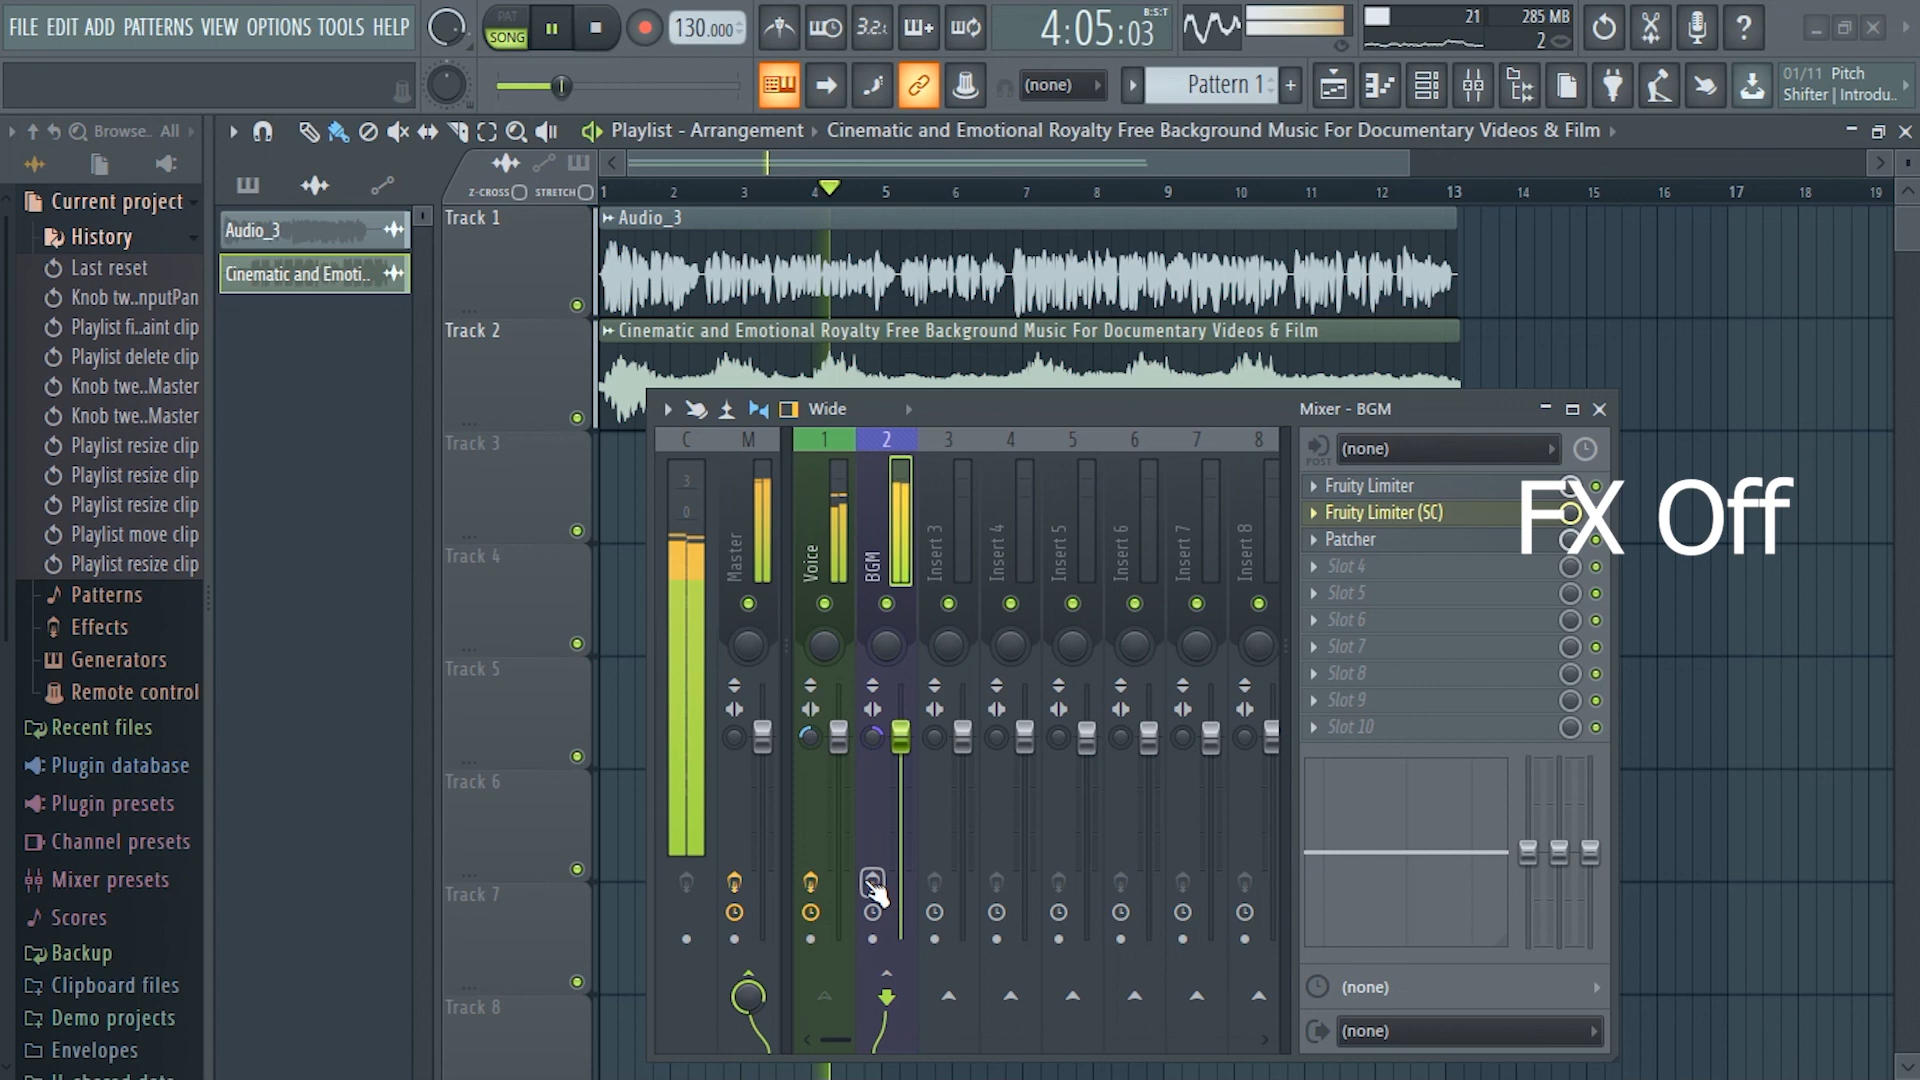 FILE EDIT ADD PATTERNS VIEW OPTIONS TOOLS HELP
PAT
SONG
130.000
3.2.
4:05:03
B:S:T
21
285 MB
2
(none)
Pattern 1
01/11 Pitch
Shifter | Introdu..
Browse.. All
Playlist - Arrangement
Cinematic and Emotional Royalty Free Background Music For Documentary Videos & Film
Z-CROSS
STRETCH
1 2 3 4 5 6 7 8 9 10 11 12 13 14 15 16 17 18 19
Current project
History
Last reset
Knob tw..nputPan
Playlist fi..aint clip
Playlist delete clip
Knob twe..Master
Knob twe..Master
Playlist resize clip
Playlist resize clip
Playlist resize clip
Playlist move clip
Playlist resize clip
Patterns
Effects
Generators
Remote control
Recent files
Plugin database
Plugin presets
Channel presets
Mixer presets
Scores
Backup
Clipboard files
Demo projects
Envelopes
Audio_3
Cinematic and Emoti..
Track 1
Audio_3
Track 2
Cinematic and Emotional Royalty Free Background Music For Documentary Videos & Film
Track 3
Track 4
Track 5
Track 6
Track 7
Track 8
Wide
Mixer - BGM
C M 1 2 3 4 5 6 7 8
3
0
Master
Voice
BGM
Insert 3
Insert 4
Insert 5
Insert 6
Insert 7
Insert 8
POST
(none)
Fruity Limiter
Fruity Limiter (SC)
Patcher
Slot 4
Slot 5
Slot 6
Slot 7
Slot 8
Slot 9
Slot 10
(none)
(none)
FX Off